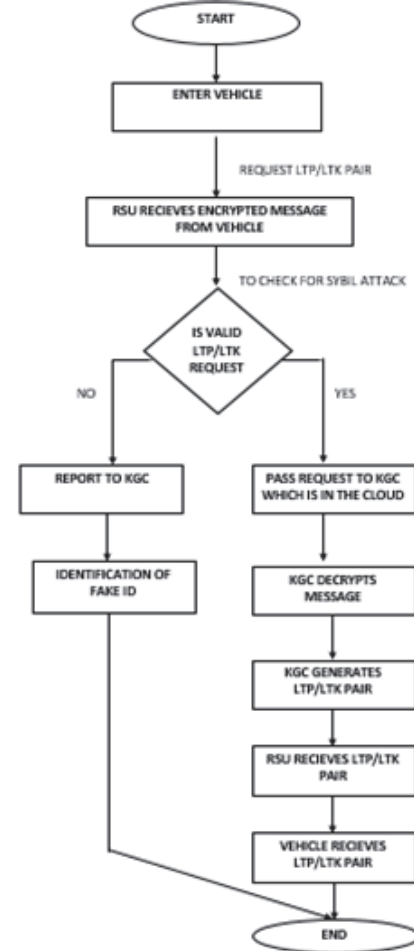 START
ENTER VEHICLE
REQUEST LTP/LTK PAIR
RSU RECIEVES ENCRYPTED MESSAGE
FROM VEHICLE
TO CHECK FOR SYBIL ATTACK
IS VALID
LTP/LTK
REQUEST
NO
YES
REPORT TO KGC
PASS REQUEST TO KGC
WHICH IS IN THE CLOUD
IDENTIFICATION OF
FAKE ID
KGC DECRYPTS
MESSAGE
KGC GENERATES
LTP/LTK PAIR
RSU RECIEVES LTP/LTK
PAIR
VEHICLE RECIEVES
LTP/LTK PAIR
END